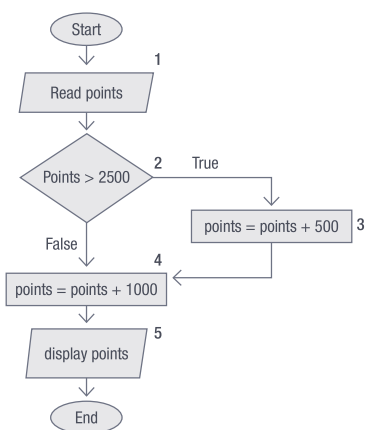 Start
1
Read points
2
True
Points > 2500
points = points + 500
3
False
4
points = points + 1000
5
display points
End